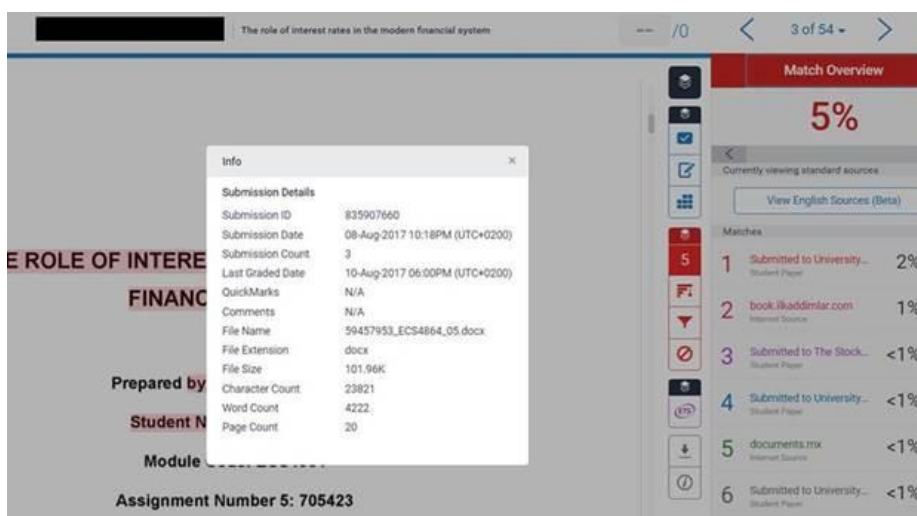 The role of interest rates in the modern financial system
-- /0
3 of 54
Match Overview
5%
Currently viewing standard sources
View English Sources (Beta)
Matches
1 Submitted to University... 2%
Student Paper
2 book.ilkaddimlar.com 1%
Internet Source
3 Submitted to The Stock... <1%
Student Paper
4 Submitted to University... <1%
Student Paper
5 documents.mx <1%
Internet Source
6 Submitted to University... <1%
Student Paper
5
ETS
Info ×
Submission Details
Submission ID 835907660
Submission Date 08-Aug-2017 10:18PM (UTC+0200)
Submission Count 3
Last Graded Date 10-Aug-2017 06:00PM (UTC+0200)
QuickMarks N/A
Comments N/A
File Name 59457953_ECS4864_05.docx
File Extension docx
File Size 101.96K
Character Count 23821
Word Count 4222
Page Count 20
E ROLE OF INTERE
FINANC
Prepared by
Student N
Module
Assignment Number 5: 705423